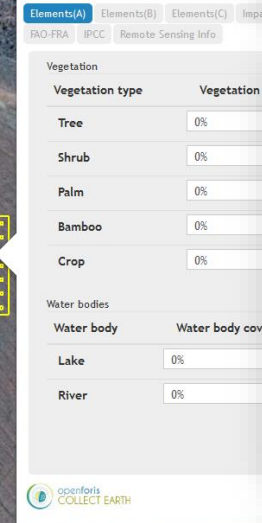 Elements(A) Elements(B) Elements(C) Impa
FAO-FRA IPCC Remote Sensing Info
Vegetation
Vegetation type Vegetation
Tree 0%
Shrub 0%
Palm 0%
Bamboo 0%
Crop 0%
Water bodies
Water body Water body cov
Lake 0%
River 0%
openforis
COLLECT EARTH